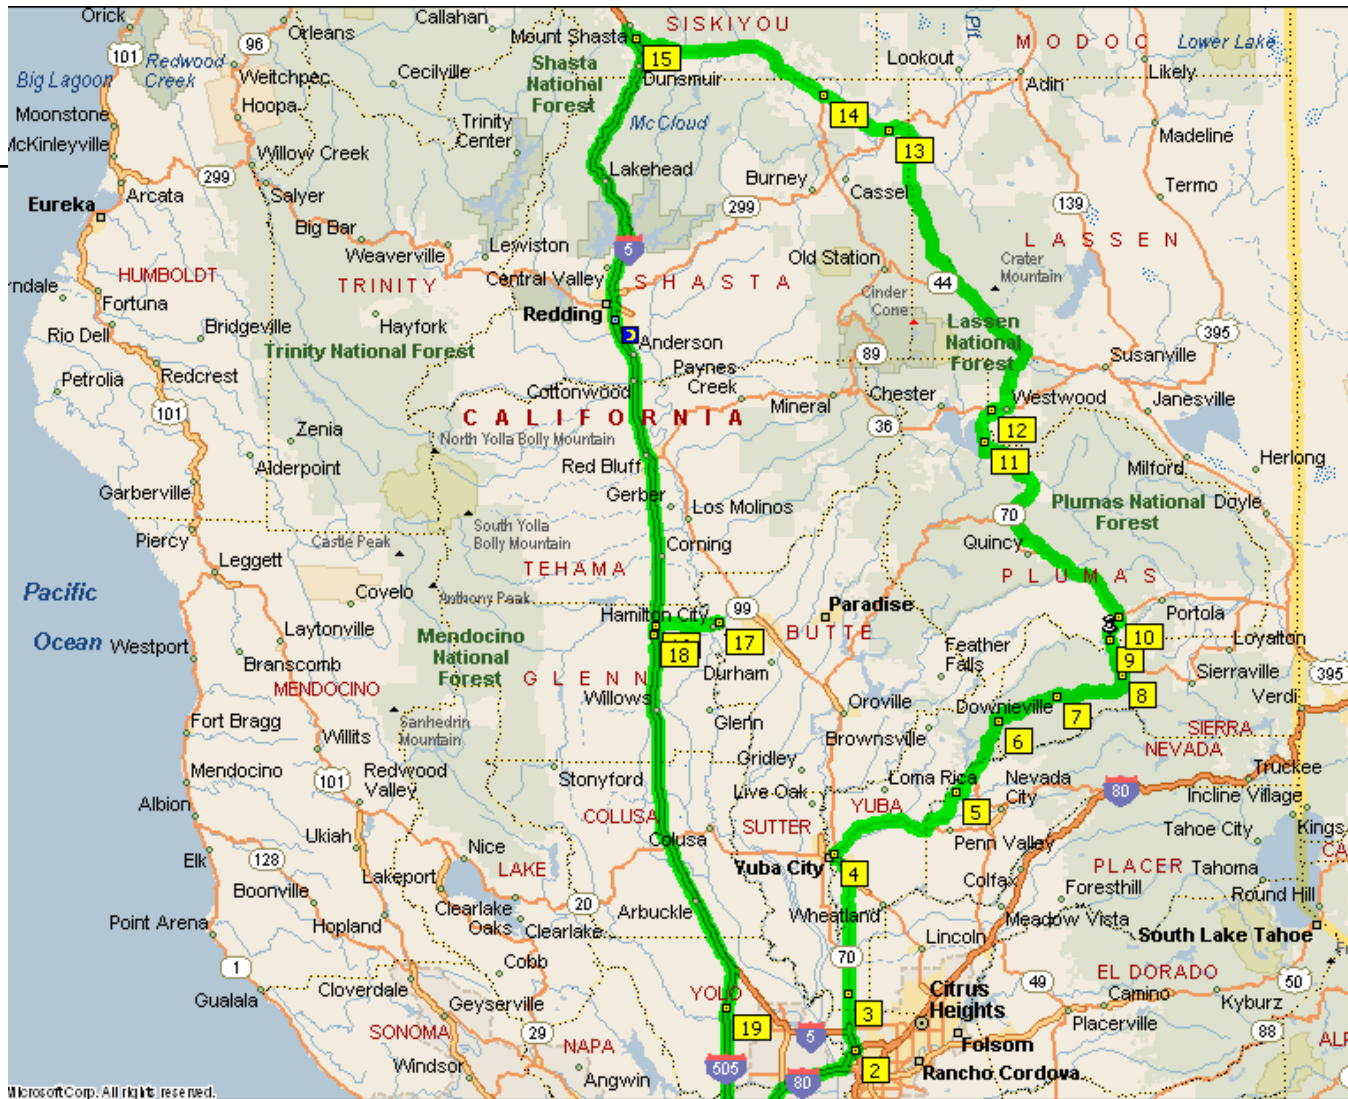 Orick
Orleans
Callahan
Mount Shasta
SISKIYOU
MODOC
Lower Lake
101
96
Redwood
Creek
Weitchpec
Cecilville
Shasta
National
Forest
15
Dunsmuir
Lookout
Likely
Adin
Big Lagoon
Moonstone
Hoopa
Trinity
Center
McCloud
14
13
Madeline
McKinleyville
Willow Creek
299
Lakehead
Burney
Cassel
Termo
Arcata
Salyer
Eureka
299
139
Big Bar
Weaverville
Lewiston
5
Old Station
LASSEN
Crater
Mountain
HUMBOLDT
TRINITY
Central Valley
SHASTA
44
Cinder
Cone
Fortuna
Redding
Rio Dell
Bridgeville
Hayfork
Trinity National Forest
Anderson
Lassen
National
Forest
395
89
Susanville
Petrolia
Redcrest
Paynes
Creek
Cottonwood
Mineral
Chester
Westwood
Janesville
101
CALIFORNIA
36
12
Zenia
North Yolla Bolly Mountain
Alderpoint
Red Bluff
11
Milford
Herlong
Garberville
Gerber
Los Molinos
Plumas National
Forest
Doyle
70
Piercy
Castle Peak
South Yolla
Bolly Mountain
Corning
Quincy
Leggett
TEHAMA
PLUMAS
Pacific
Ocean
Covelo
Anthony Peak
Hamilton City
99
Paradise
Portola
Westport
Laytonville
Mendocino
National
Forest
17
BUTTE
10
Loyalton
18
Feather
Falls
9
Branscomb
MENDOCINO
GLENN
Durham
Sierraville
395
8
Verdi
Willows
Oroville
Downieville
7
Fort Bragg
Sanhedrin
Mountain
Glenn
Brownsville
6
SIERRA
NEVADA
Willits
Gridley
Mendocino
101
Redwood
Valley
Stonyford
Live Oak
Loma Rica
Nevada
City
80
Truckee
Incline Village
Albion
COLUSA
SUTTER
YUBA
5
Kings
Ukiah
Colusa
Penn Valley
Tahoe City
Elk
128
Nice
Yuba City
4
PLACER
Tahoma
Boonville
Lakeport
LAKE
Colfax
Foresthill
Round Hill
20
Point Arena
Hopland
Clearlake
Oaks
Clearlake
Arbuckle
Wheatland
Meadow Vista
South Lake Tahoe
1
Cobb
70
Lincoln
Gualala
Cloverdale
Geyserville
YOLO
Citrus
Heights
49
EL DORADO
50
Camino
Kyburz
3
SONOMA
29
19
5
Placerville
88
NAPA
Folsom
Windsor
505
80
2
Rancho Cordova
Angwin
Microsoft Corp. All rights reserved.